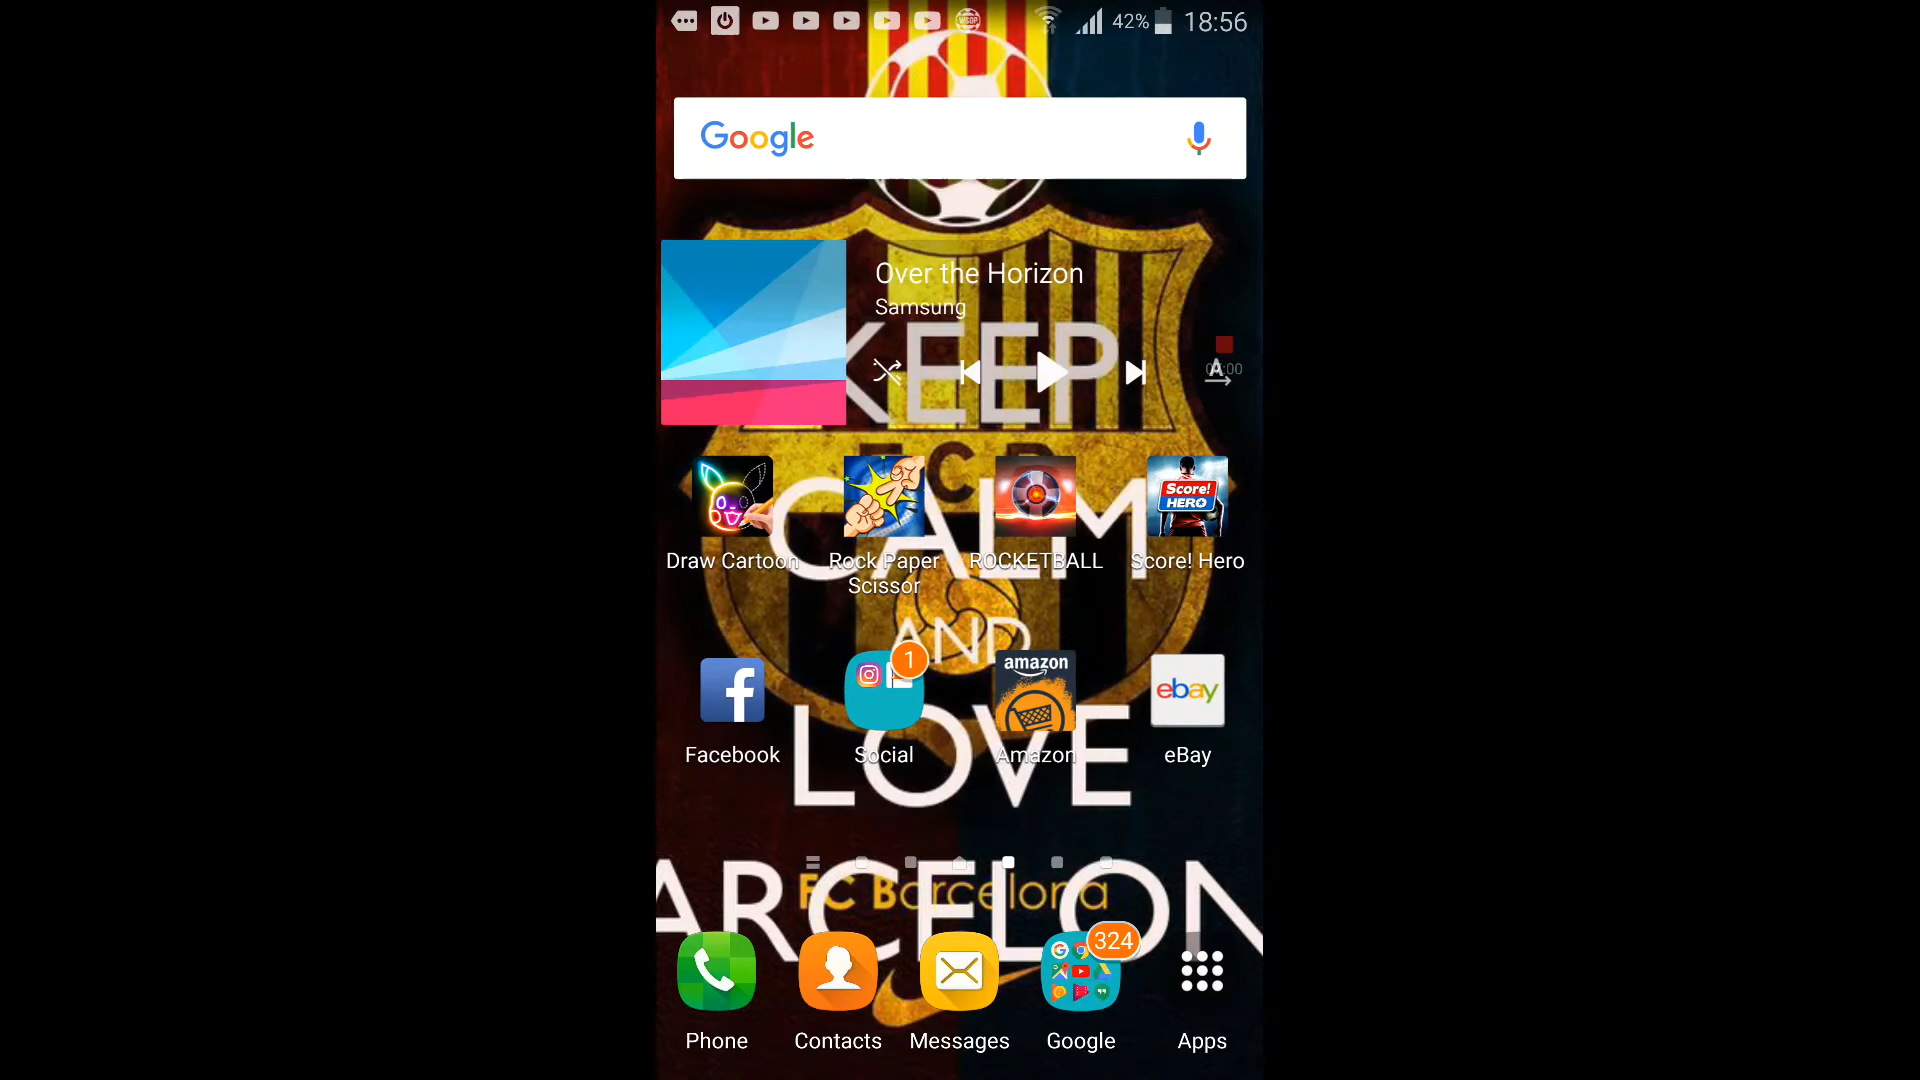 42% 18:56
Google
Over the Horizon
Samsung
KEEP
FCB
CALM
Score!
HERO
Draw Cartoon
Rock Paper
Scissor
ROCKETBALL
Score! Hero
AND
1
amazon
ebay
LOVE
Facebook
Social
Amazon
eBay
ARCELON
FC Barcelona
324
Phone
Contacts
Messages
Google
Apps